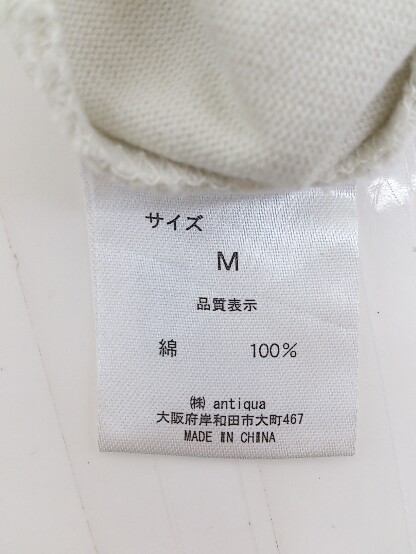 サイズ
M
品質表示
綿 100%
㈱ antiqua
大阪府岸和田市大町467
MADE IN CHINA